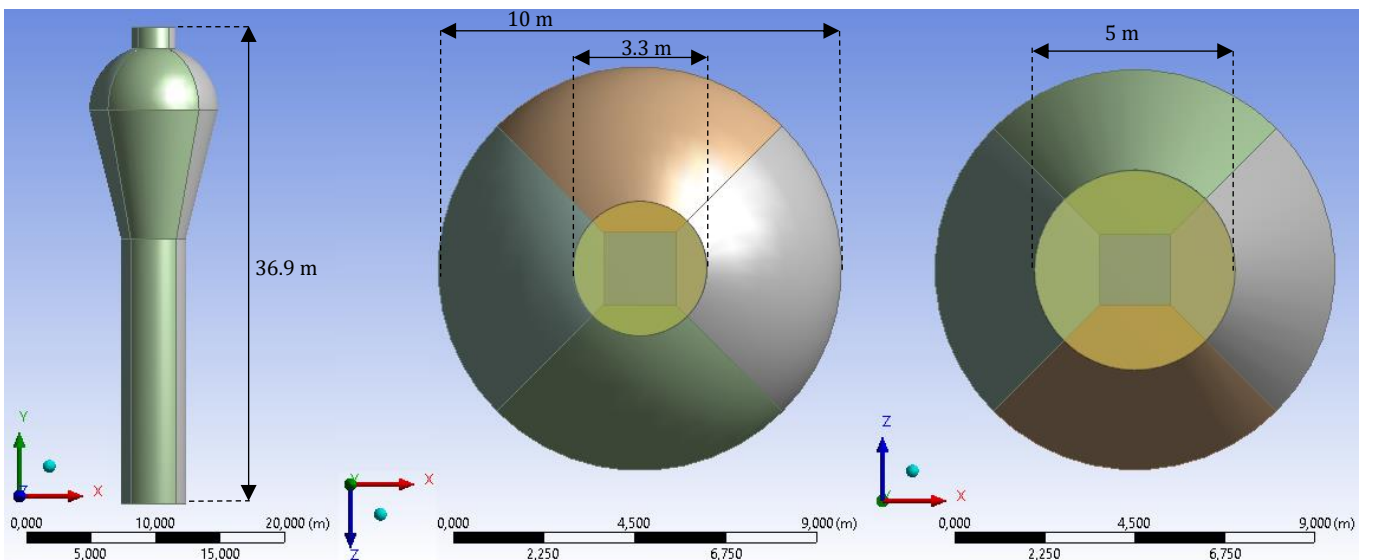 10 m
3.3 m
5 m
36.9 m
Y
Z
X
0,000
10,000
20,000 (m)
5,000
15,000
Y
X
Z
0,000
4,500
9,000 (m)
2,250
6,750
Z
X
Y
0,000
4,500
9,000 (m)
2,250
6,750